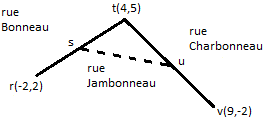 t(4,5)
rue
Bonneau
rue
Charbonneau
s
u
rue
Jambonneau
r(-2,2)
v(9,-2)